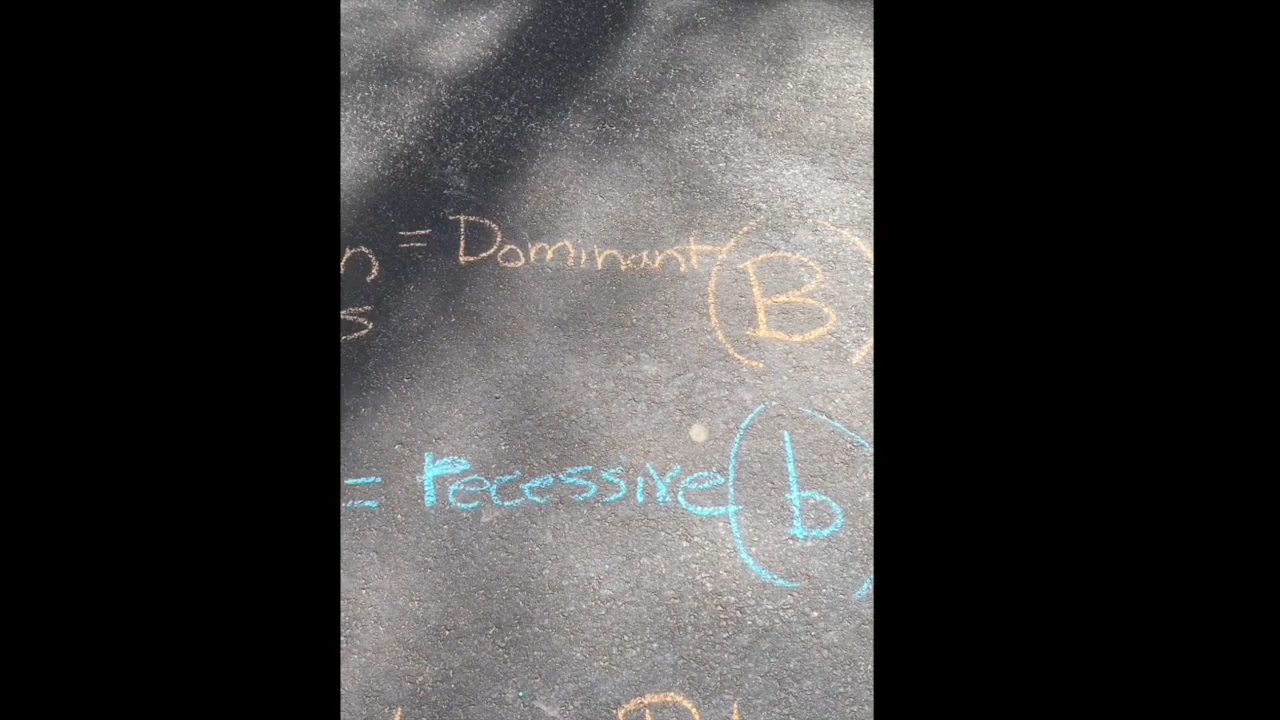 n = Dominant (B)
s
= recessive (b)